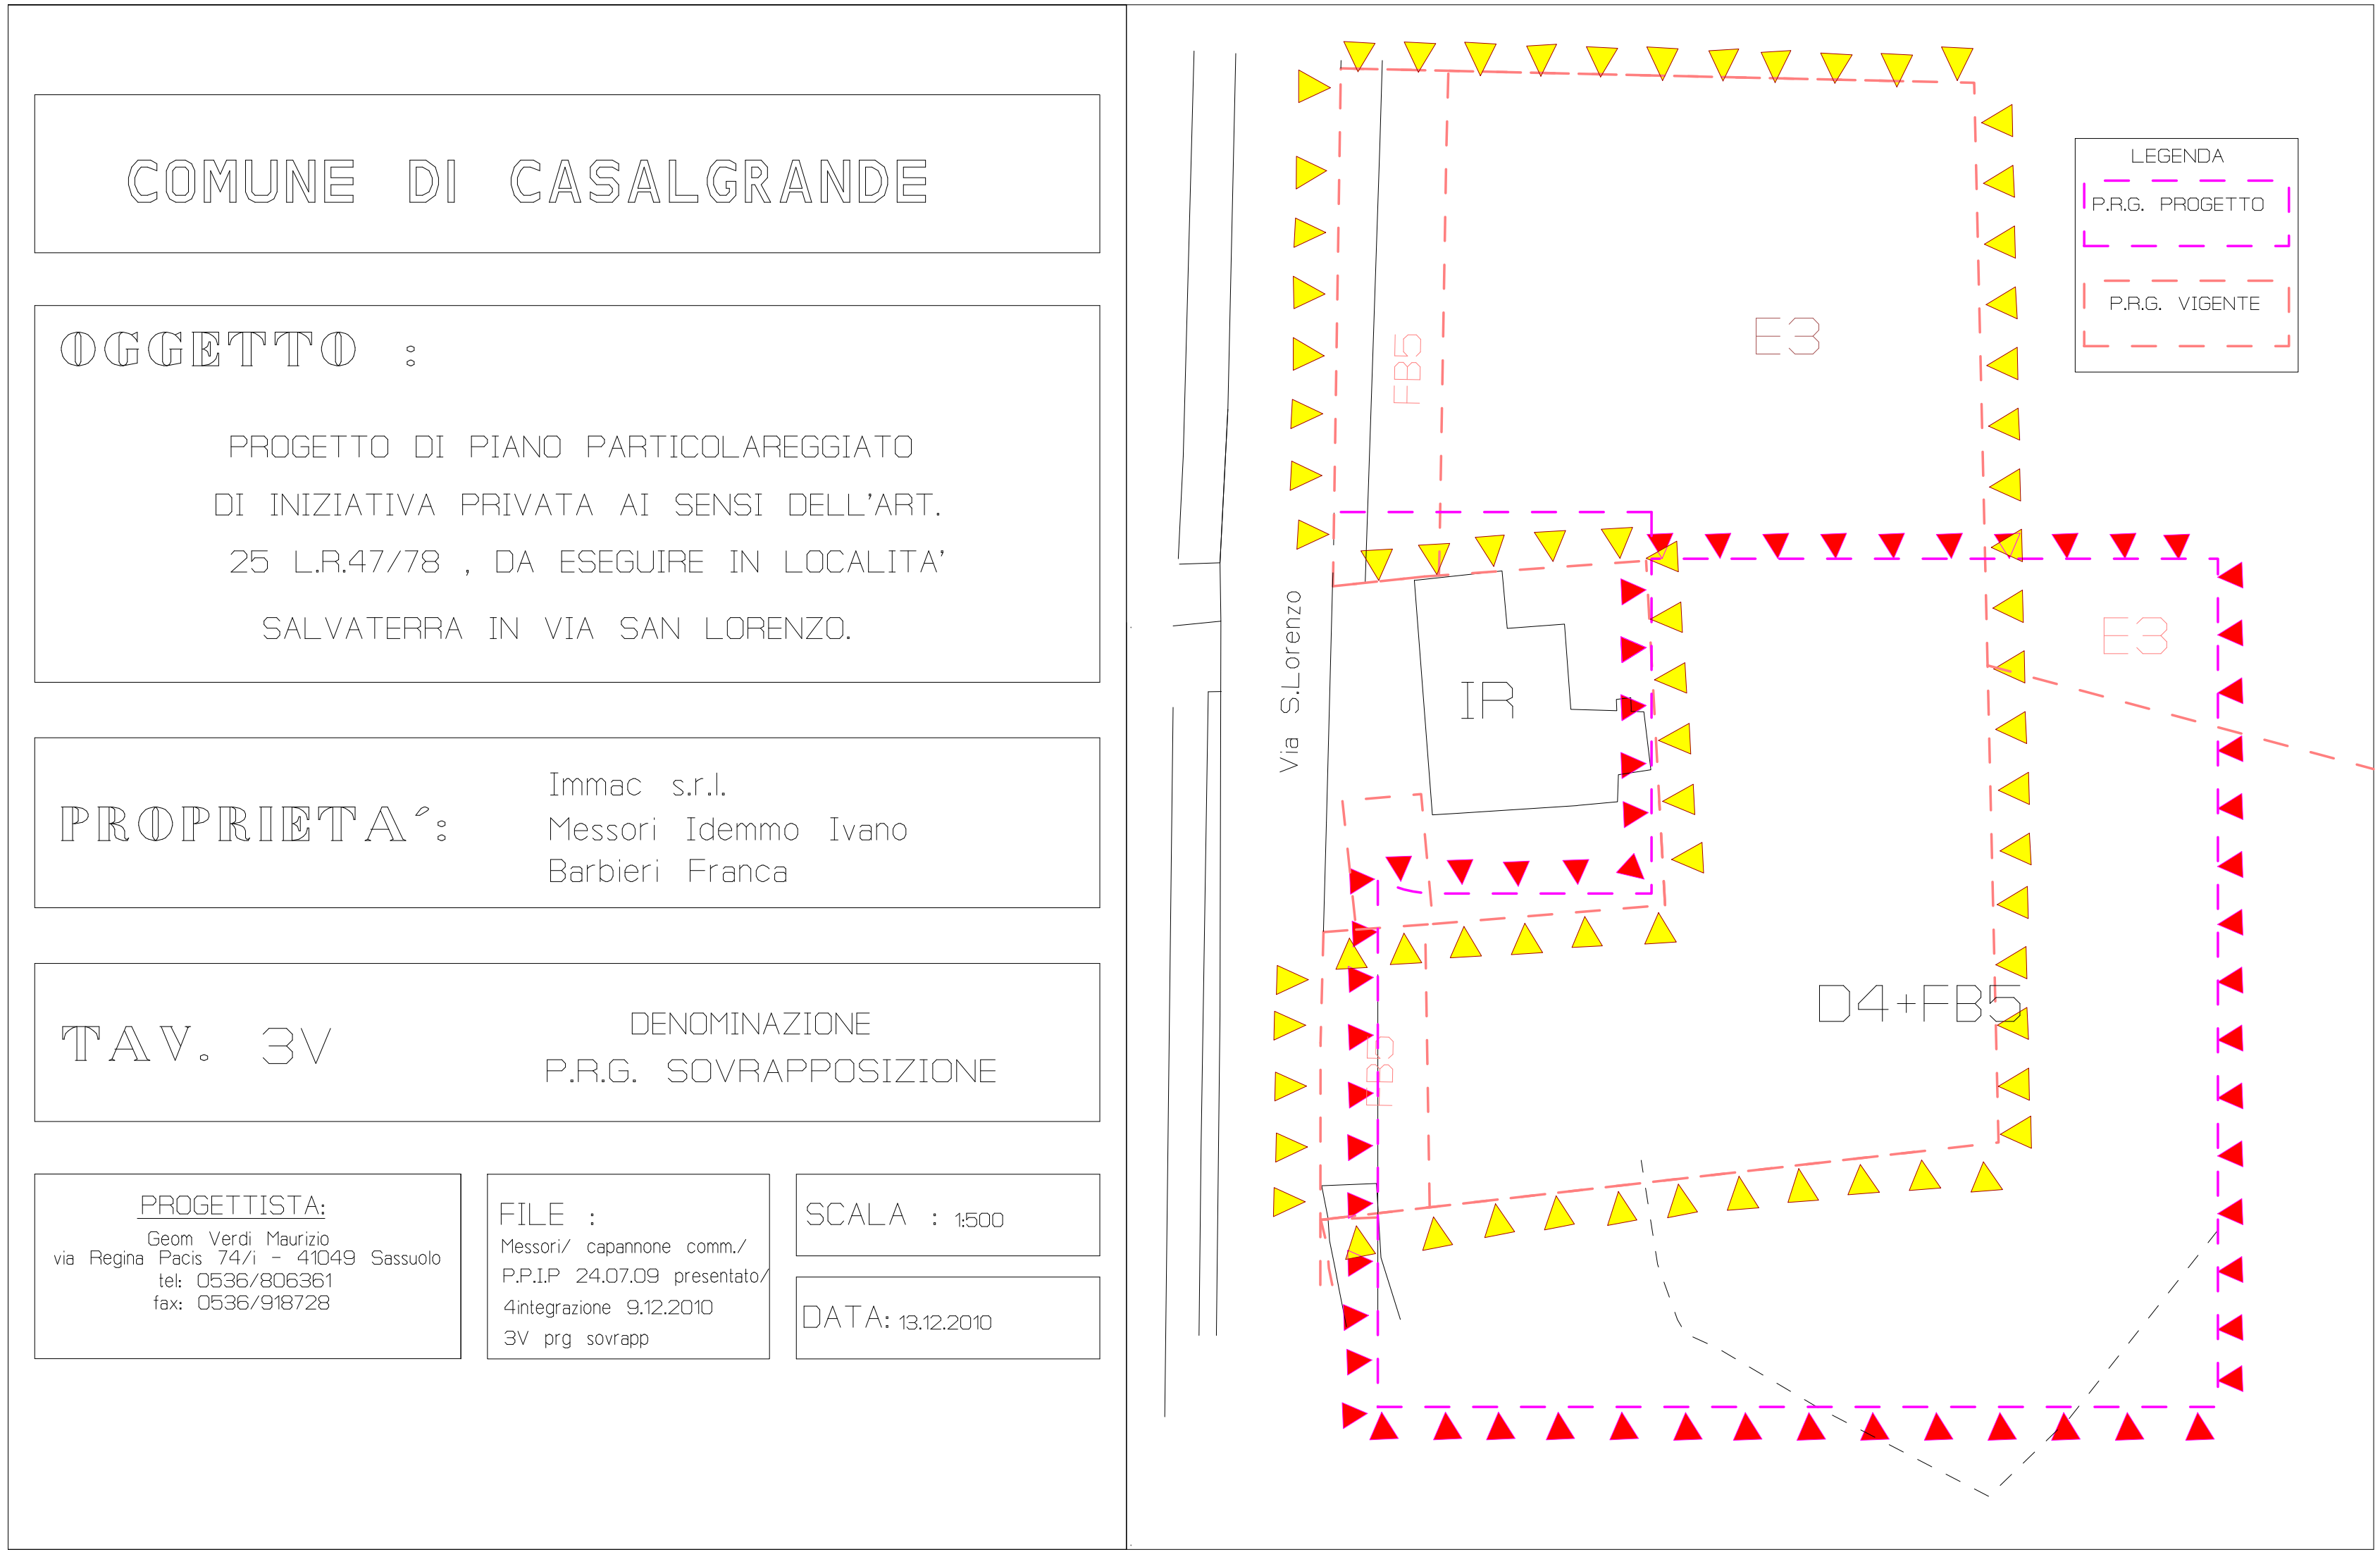 COMUNE DI CASALGRANDE
OGGETTO :
PROGETTO DI PIANO PARTICOLAREGGIATO
DI INIZIATIVA PRIVATA AI SENSI DELL'ART.
25 L.R.47/78 , DA ESEGUIRE IN LOCALITA'
SALVATERRA IN VIA SAN LORENZO.
PROPRIETA´:
Immac s.r.l.
Messori Idemmo Ivano
Barbieri Franca
TAV. 3V
DENOMINAZIONE
P.R.G. SOVRAPPOSIZIONE
PROGETTISTA:
Geom Verdi Maurizio
via Regina Pacis 74/i - 41049 Sassuolo
tel: 0536/806361
fax: 0536/918728
FILE :
Messori/ capannone comm./
P.P.I.P 24.07.09 presentato/
4integrazione 9.12.2010
3V prg sovrapp
SCALA : 1:500
DATA: 13.12.2010
LEGENDA
P.R.G. PROGETTO
P.R.G. VIGENTE
E3
FB5
E3
Via S.Lorenzo
IR
D4+FB5
FB5